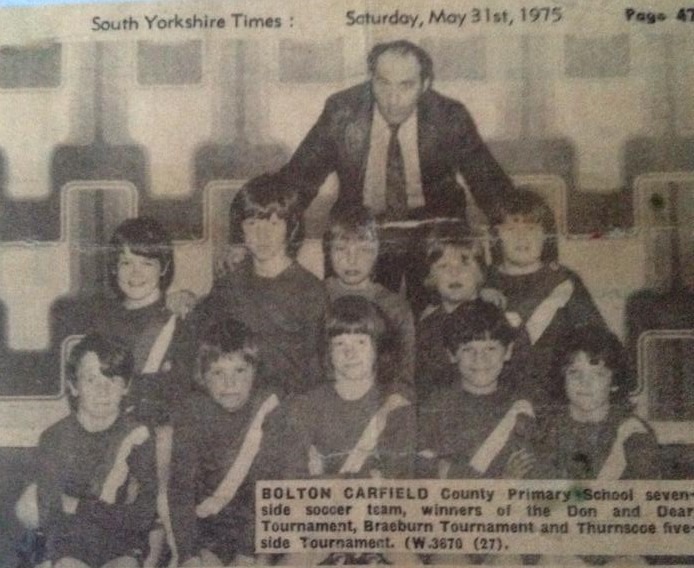 South Yorkshire Times : Saturday, May 31st, 1975 Page 47
BOLTON CARFIELD County Primary School seven-
side soccer team, winners of the Don and Dear
Tournament, Braeburn Tournament and Thurnscoe five-
side Tournament. (W.3670 (27).